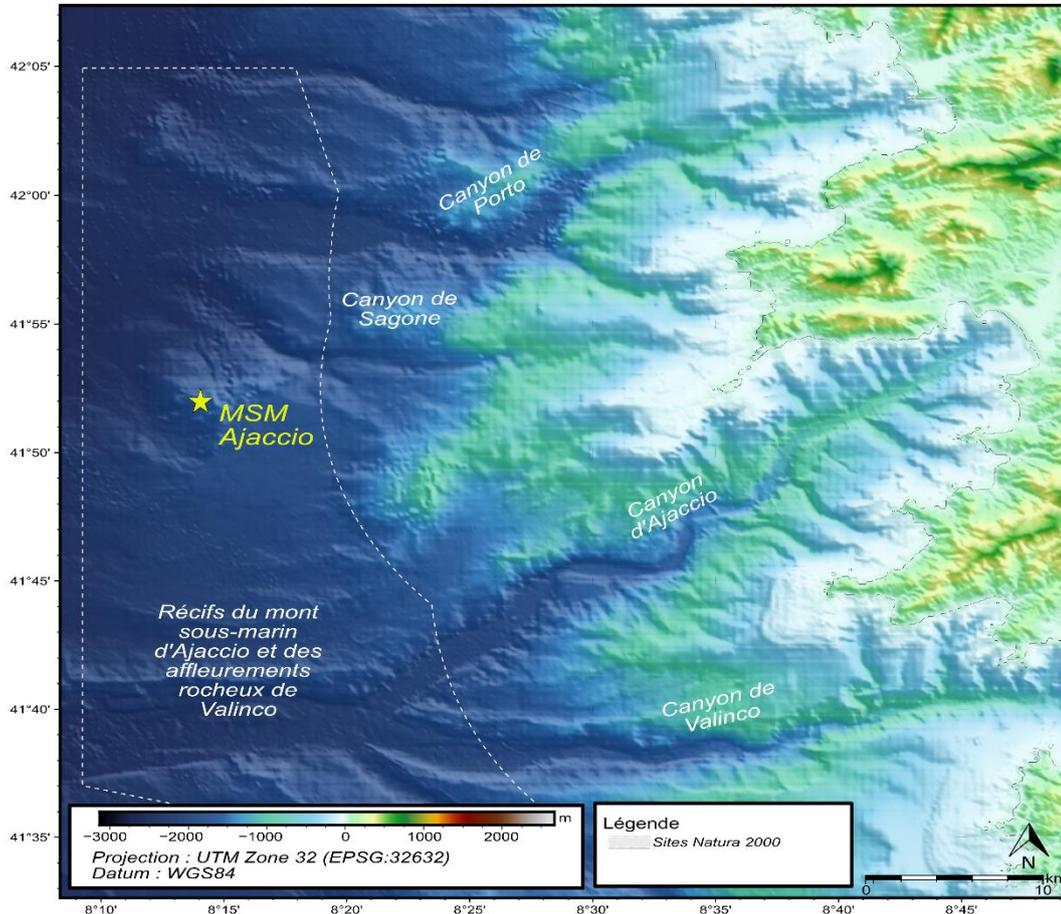 42°05'
42°00'
41°55'
41°50'
41°45'
41°40'
41°35'
Canyon de
Porto
Canyon de
Sagone
MSM
Ajaccio
Canyon
d'Ajaccio
Récifs du mont
sous-marin
d'Ajaccio et des
affleurements
rocheux de
Valinco
Canyon de
Valinco
m
−3000 −2000 −1000 0 1000 2000
Projection : UTM Zone 32 (EPSG:32632)
Datum : WGS84
Légende
Sites Natura 2000
N
km
0 10
8°10' 8°15' 8°20' 8°25' 8°30' 8°35' 8°40' 8°45'